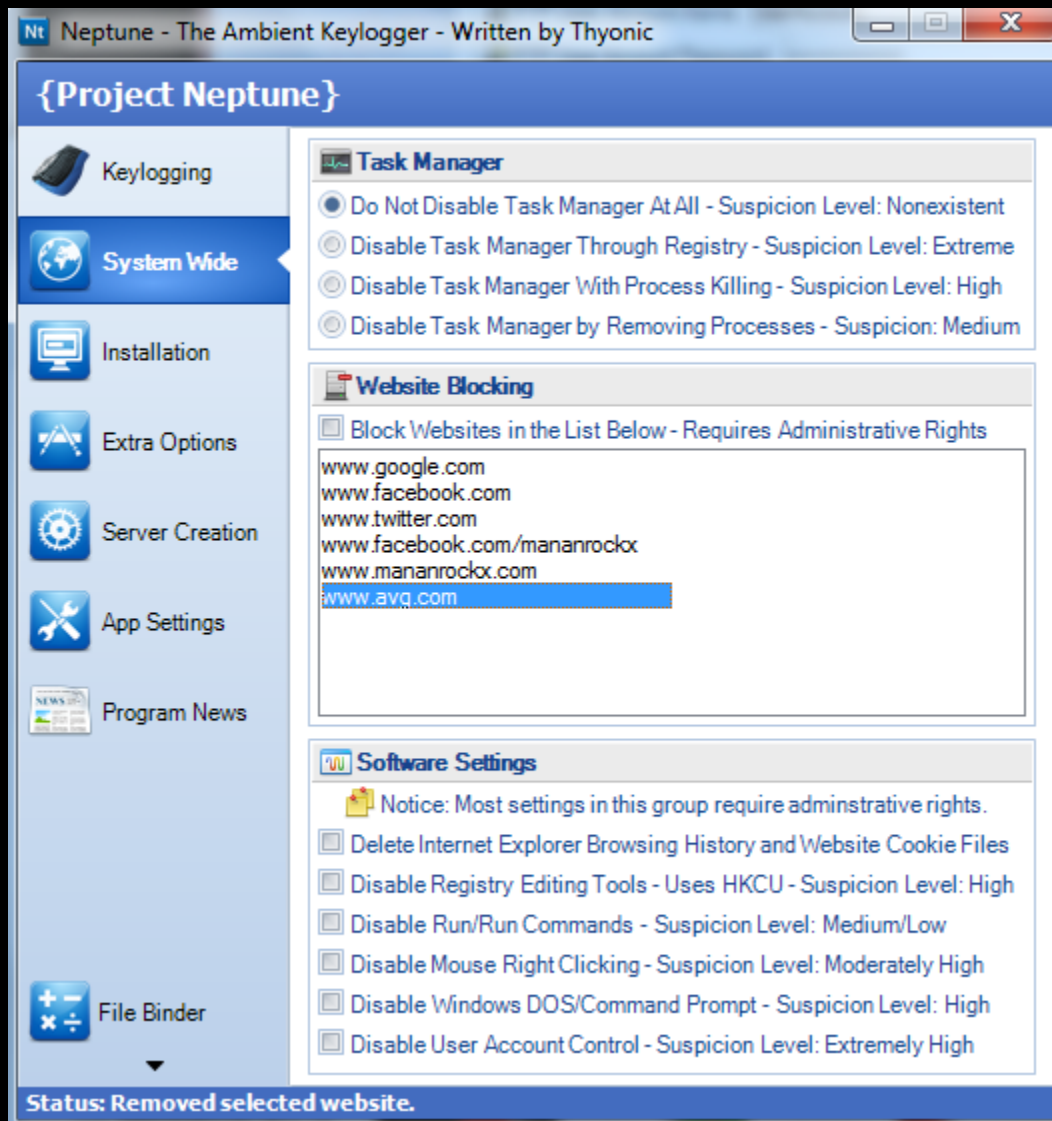 Nt Neptune - The Ambient Keylogger - Written by Thyonic
{Project Neptune}
Keylogging
System Wide
Installation
Extra Options
Server Creation
App Settings
NEWS
Program News
File Binder
Task Manager
Do Not Disable Task Manager At All - Suspicion Level: Nonexistent
Disable Task Manager Through Registry - Suspicion Level: Extreme
Disable Task Manager With Process Killing - Suspicion Level: High
Disable Task Manager by Removing Processes - Suspicion: Medium
Website Blocking
Block Websites in the List Below - Requires Administrative Rights
www.google.com
www.facebook.com
www.twitter.com
www.facebook.com/mananrockx
www.mananrockx.com
www.avg.com
Software Settings
Notice: Most settings in this group require adminstrative rights.
Delete Internet Explorer Browsing History and Website Cookie Files
Disable Registry Editing Tools - Uses HKCU - Suspicion Level: High
Disable Run/Run Commands - Suspicion Level: Medium/Low
Disable Mouse Right Clicking - Suspicion Level: Moderately High
Disable Windows DOS/Command Prompt - Suspicion Level: High
Disable User Account Control - Suspicion Level: Extremely High
Status: Removed selected website.